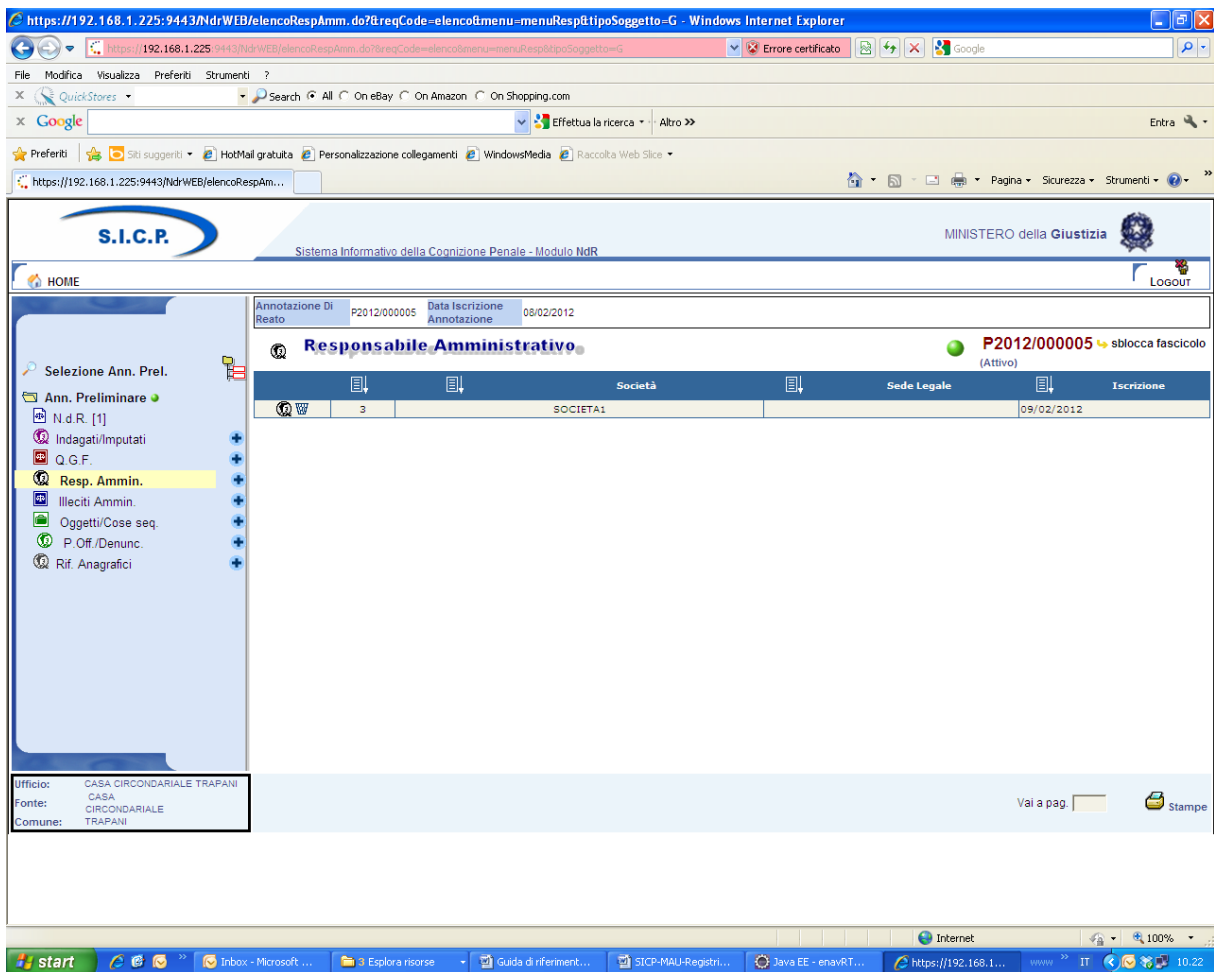 https://192.168.1.225:9443/NdrWEB/elencoRespAmm.do?&reqCode=elenco&menu=menuResp&tipoSoggetto=G - Windows Internet Explorer
https://192.168.1.225:9443/NdrWEB/elencoRespAmm.do?&reqCode=elenco&menu=menuResp&tipoSoggetto=G Errore certificato Google
File Modifica Visualizza Preferiti Strumenti ?
x QuickStores Search All On eBay On Amazon On Shopping.com
x Google Effettua la ricerca Altro >> Entra
Preferiti Siti suggeriti HotMail gratuita Personalizzazione collegamenti WindowsMedia Raccolta Web Slice
https://192.168.1.225:9443/NdrWEB/elencoRespAm... Pagina Sicurezza Strumenti >>
S.I.C.P. MINISTERO della Giustizia
Sistema Informativo della Cognizione Penale - Modulo NdR
HOME LOGOUT
Annotazione Di Reato P2012/000005 Data Iscrizione Annotazione 08/02/2012
Responsabile Amministrativo P2012/000005 sblocca fascicolo
(Attivo)
Società Sede Legale Iscrizione
3 SOCIETA1 09/02/2012
Selezione Ann. Prel.
Ann. Preliminare
N.d.R. [1]
Indagati/Imputati
Q.G.F.
Resp. Ammin.
Illeciti Ammin.
Oggetti/Cose seq.
P.Off./Denunc.
Rif. Anagrafici
Ufficio: CASA CIRCONDARIALE TRAPANI
Fonte: CASA CIRCONDARIALE
Comune: TRAPANI
Vai a pag. Stampe
Internet 100%
start Inbox - Microsoft ... 3 Esplora risorse Guida di riferiment... SICP-MAU-Registri... Java EE - enavRT... https://192.168.1... www >> IT 10.22